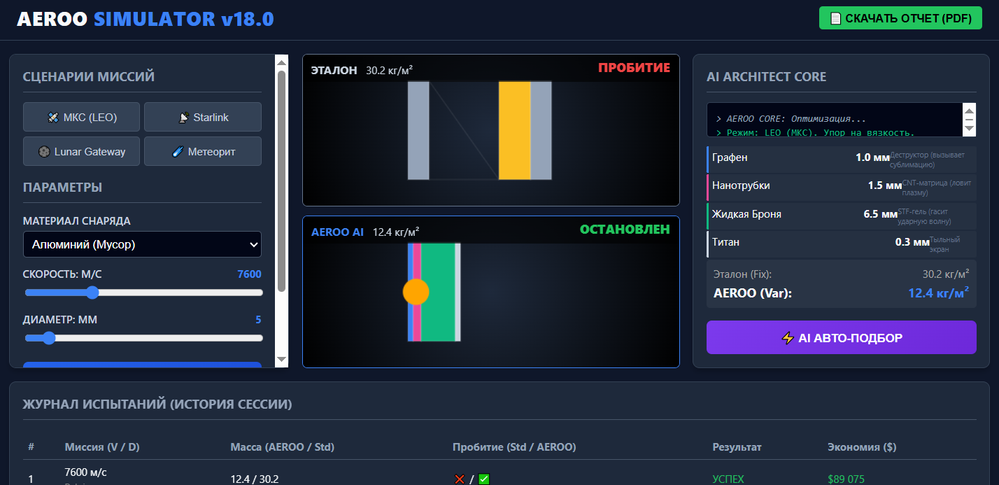 AEROO SIMULATOR v18.0
СКАЧАТЬ ОТЧЕТ (PDF)
СЦЕНАРИИ МИССИЙ
МКС (LEO)
Starlink
Lunar Gateway
Метеорит
ПАРАМЕТРЫ
МАТЕРИАЛ СНАРЯДА
Алюминий (Мусор)
СКОРОСТЬ: М/С 7600
ДИАМЕТР: ММ 5
ЭТАЛОН 30.2 кг/м² ПРОБИТИЕ
AEROO AI 12.4 кг/м² ОСТАНОВЛЕН
AI ARCHITECT CORE
> AEROO CORE: Оптимизация...
> Режим: LEO (МКС). Упор на вязкость.
Графен 1.0 мм Деструктор (вызывает
сублимацию)
Нанотрубки 1.5 мм CNT-матрица (ловит
плазму)
Жидкая Броня 6.5 мм STF-гель (гасит
ударную волну)
Титан 0.3 мм Тыльный
экран
Эталон (Fix): 30.2 кг/м²
AEROO (Var): 12.4 кг/м²
⚡ AI АВТО-ПОДБОР
ЖУРНАЛ ИСПЫТАНИЙ (ИСТОРИЯ СЕССИИ)
# Миссия (V / D) Масса (AEROO / Std) Пробитие (Std / AEROO) Результат Экономия ($)
7600 м/с
1 12.4 / 30.2 ❌ / ✅ УСПЕХ $89 075